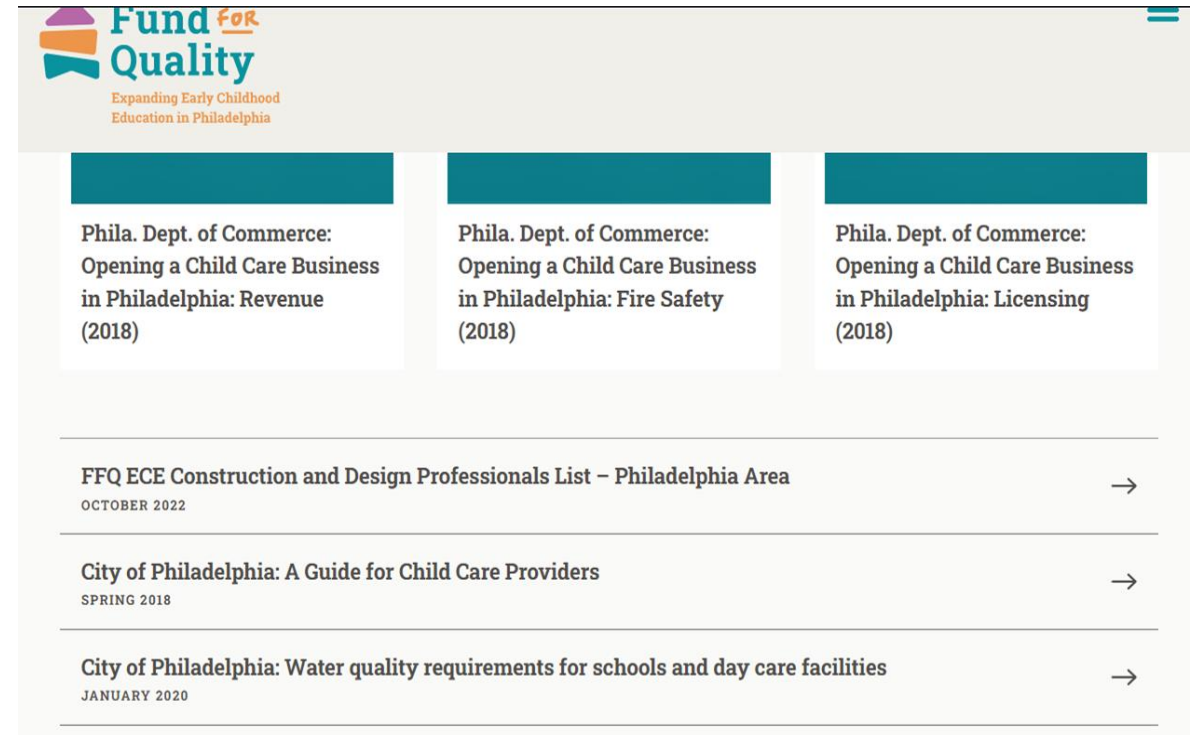 Fund FOR
Quality
Expanding Early Childhood
Education in Philadelphia
Phila. Dept. of Commerce:
Opening a Child Care Business
in Philadelphia: Revenue
(2018)
Phila. Dept. of Commerce:
Opening a Child Care Business
in Philadelphia: Fire Safety
(2018)
Phila. Dept. of Commerce:
Opening a Child Care Business
in Philadelphia: Licensing
(2018)
FFQ ECE Construction and Design Professionals List – Philadelphia Area
OCTOBER 2022
City of Philadelphia: A Guide for Child Care Providers
SPRING 2018
City of Philadelphia: Water quality requirements for schools and day care facilities
JANUARY 2020